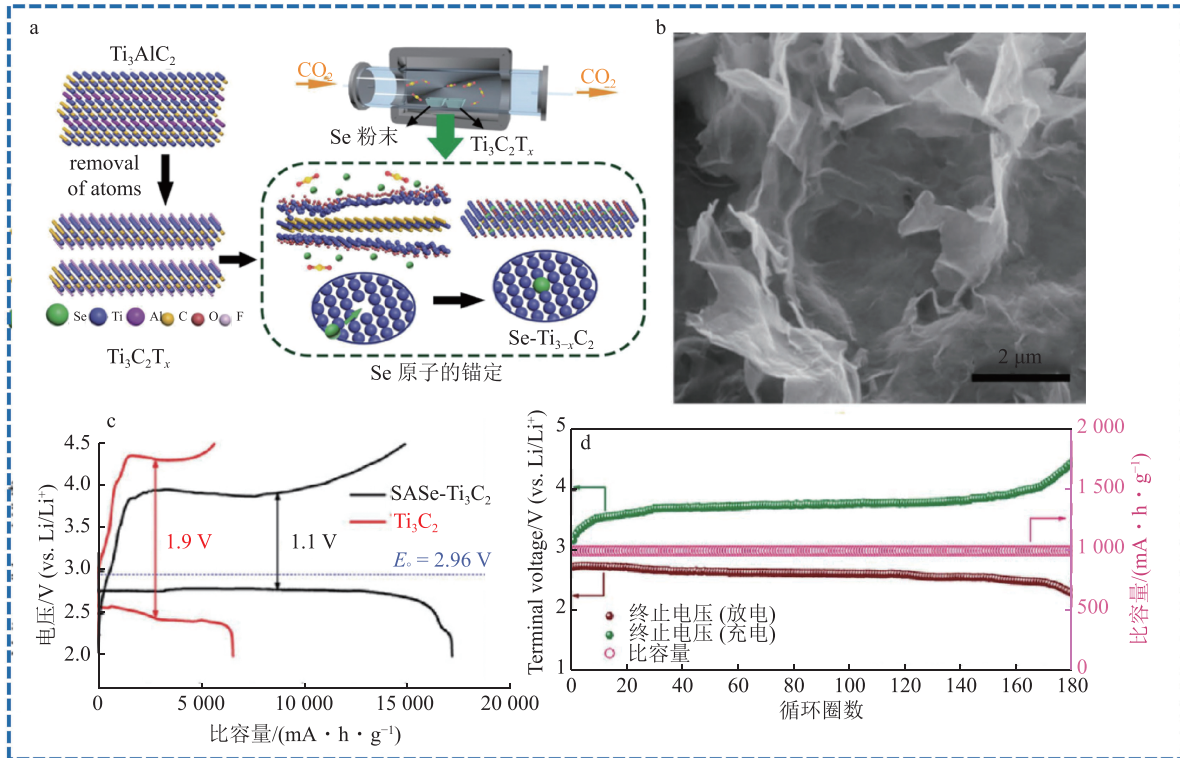 a
Ti₃AlC₂
removal
of atoms
Se Ti Al C O F
Ti₃C₂Tₓ
CO₂
CO₂
Se 粉末
Ti₃C₂Tₓ
Se-Ti₃₋ₓC₂
Se 原子的锚定
b
2 μm
c
电压/V (vs. Li/Li⁺)
4.5
4.0
3.5
3.0
2.5
2.0
SASe-Ti₃C₂
Ti₃C₂
1.9 V
1.1 V
Eₒ = 2.96 V
0
5 000
10 000
15 000
20 000
比容量/(mA·h·g⁻¹)
d
Terminal voltage/V (vs. Li/Li⁺)
5
4
3
2
1
终止电压 (放电)
终止电压 (充电)
比容量
2 000
1 500
1 000
500
0
比容量/(mA·h·g⁻¹)
0
20
40
60
80
100
120
140
160
180
循环圈数